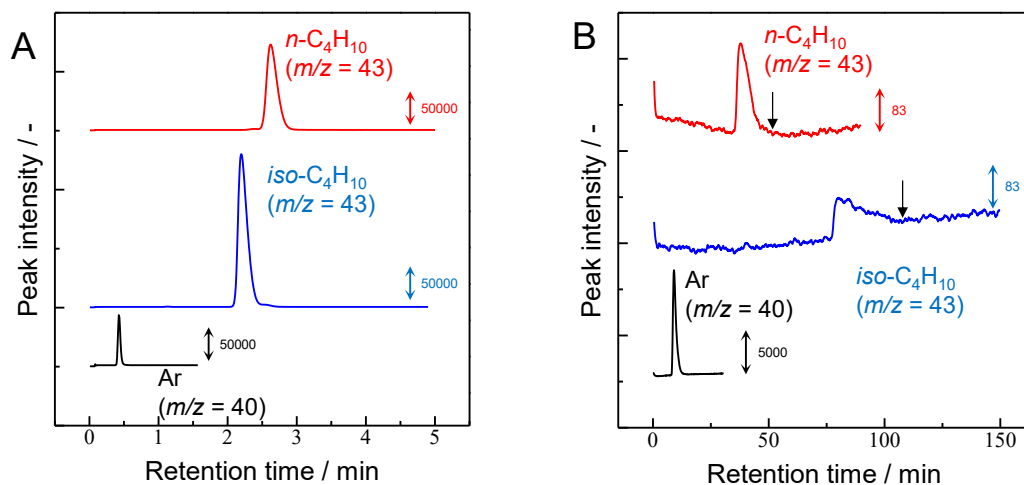 A
n-C₄H₁₀
(m/z = 43)
50000
iso-C₄H₁₀
(m/z = 43)
50000
50000
Ar
(m/z = 40)
Peak intensity / -
0 1 2 3 4 5
Retention time / min
B
n-C₄H₁₀
(m/z = 43)
83
83
iso-C₄H₁₀
(m/z = 43)
Ar
(m/z = 40)
5000
Peak intensity / -
0 50 100 150
Retention time / min